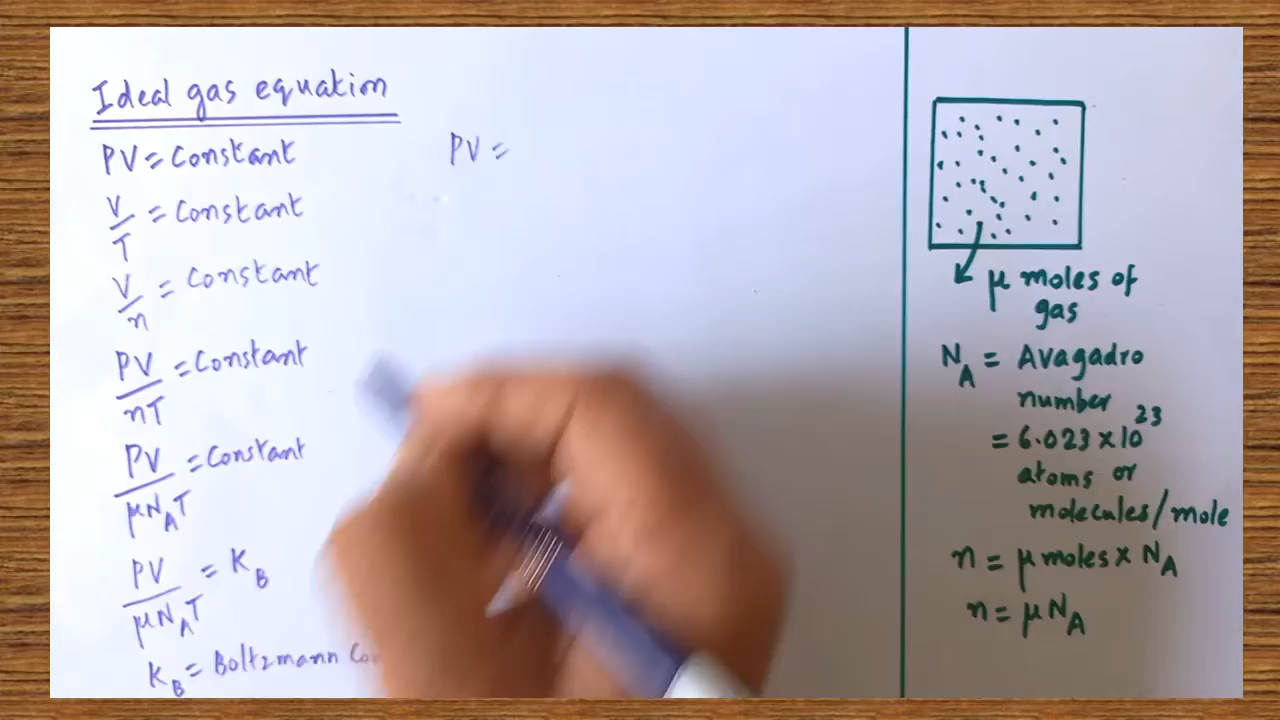 Ideal gas equation
PV = Constant
V/T = Constant
V/n = Constant
PV/nT = Constant
PV/μN_AT = Constant
PV/μN_AT = K_B
K_B = Boltzmann
PV =
μ moles of
gas
N_A = Avagadro
number
= 6.023 × 10^23
atoms or
molecules/mole
n = μ moles × N_A
n = μN_A